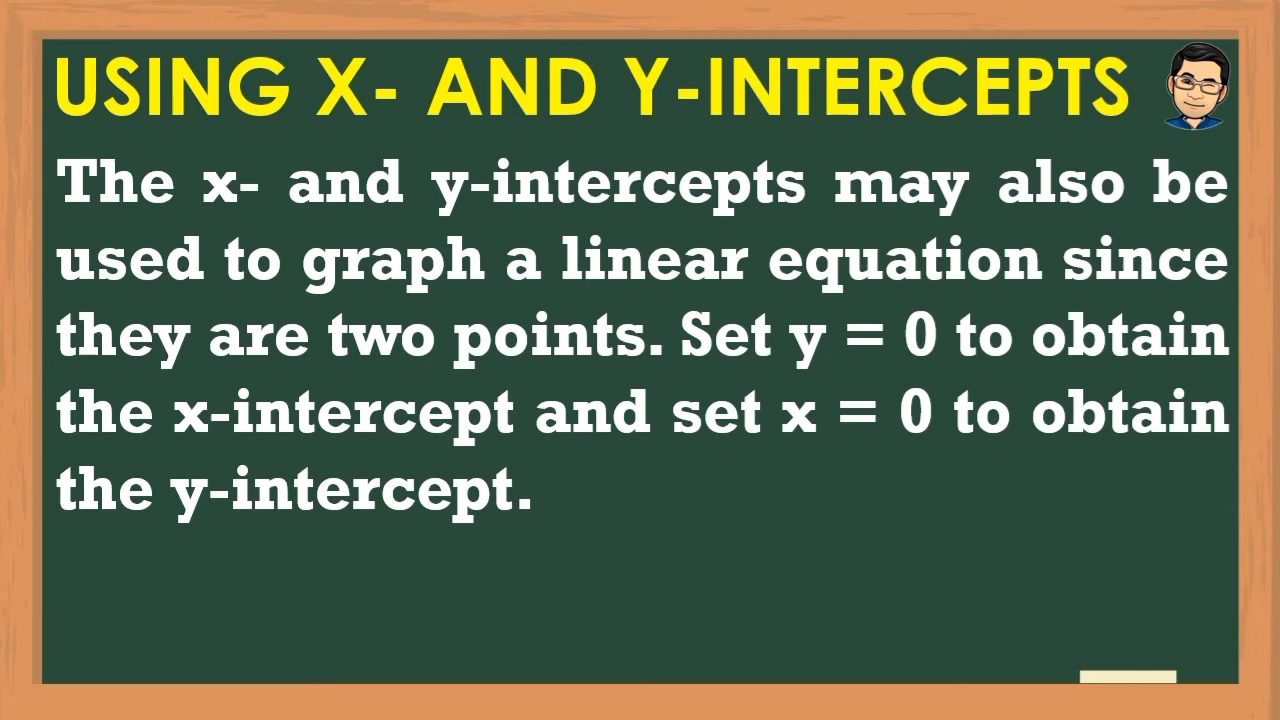 USING X- AND Y-INTERCEPTS
The x- and y-intercepts may also be
used to graph a linear equation since
they are two points. Set y = 0 to obtain
the x-intercept and set x = 0 to obtain
the y-intercept.